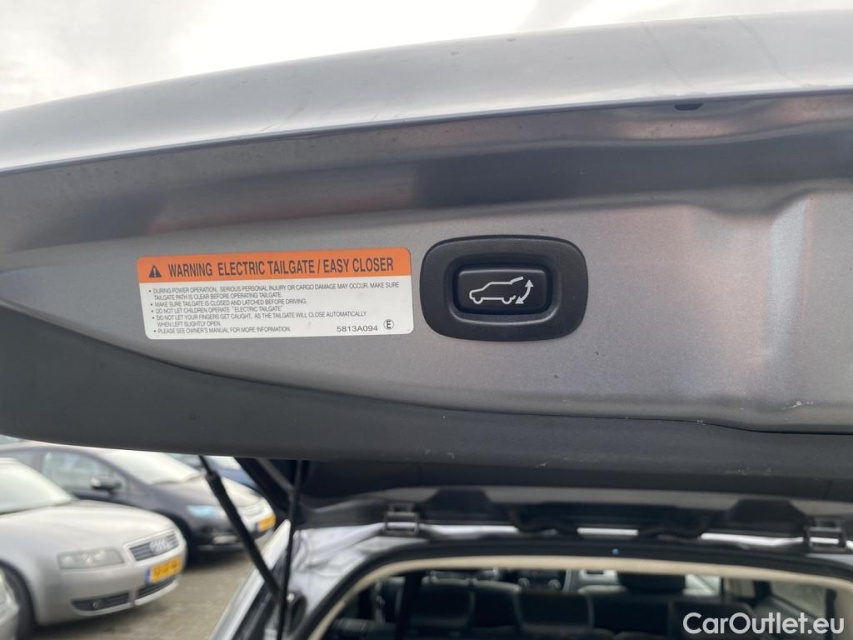 WARNING ELECTRIC TAILGATE / EASY CLOSER
• DURING POWER OPERATION, SERIOUS PERSONAL INJURY OR CARGO DAMAGE MAY OCCUR. MAKE SURE
TAILGATE PATH IS CLEAR BEFORE OPERATING TAILGATE.
• MAKE SURE TAILGATE IS CLOSED AND LATCHED BEFORE DRIVING.
• DO NOT LET CHILDREN OPERATE "ELECTRIC TAILGATE"
• DO NOT LET YOUR FINGERS GET CAUGHT, AS THE TAILGATE WILL CLOSE AUTOMATICALLY
WHEN LEFT SLIGHTLY OPEN.
• PLEASE SEE OWNER'S MANUAL FOR MORE INFORMATION. 5813A094 Ⓔ
CarOutlet.eu